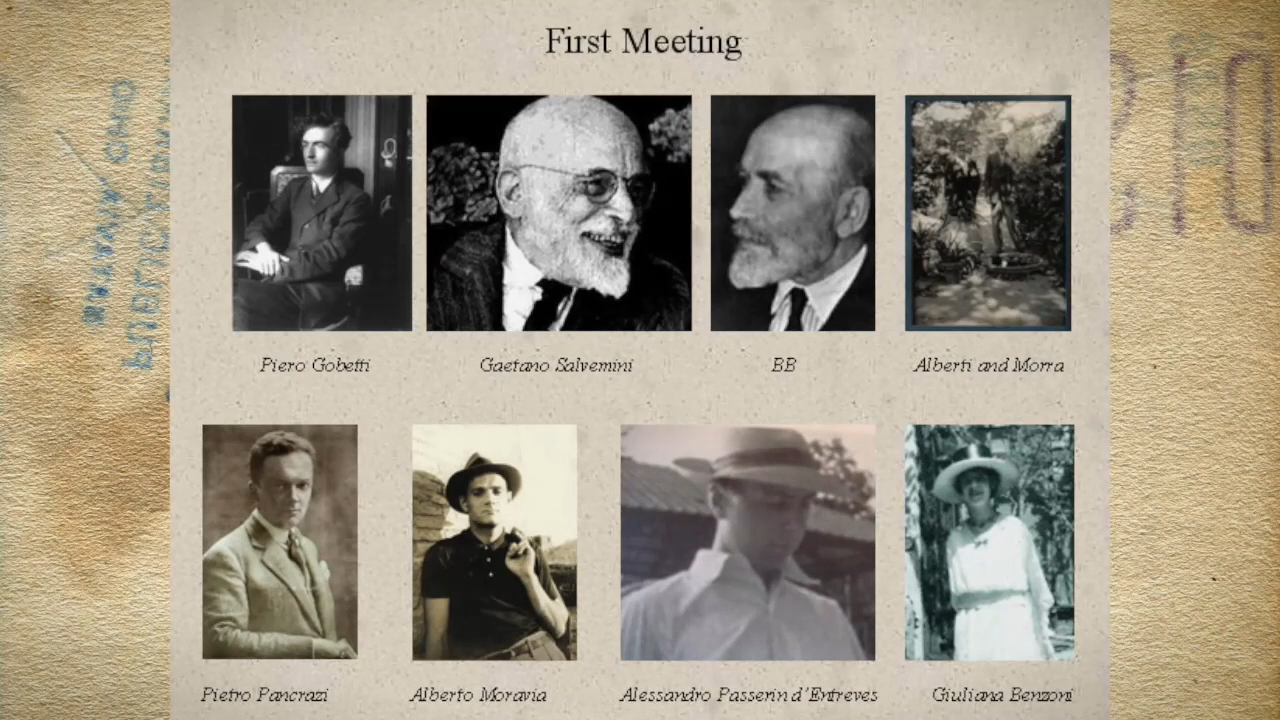 First Meeting
Piero Gobetti
Gaetano Salvemini
BB
Alberti and Morra
Pietro Pancrazi
Alberto Moravia
Alessandro Passerin d'Entreves
Giuliana Benzoni